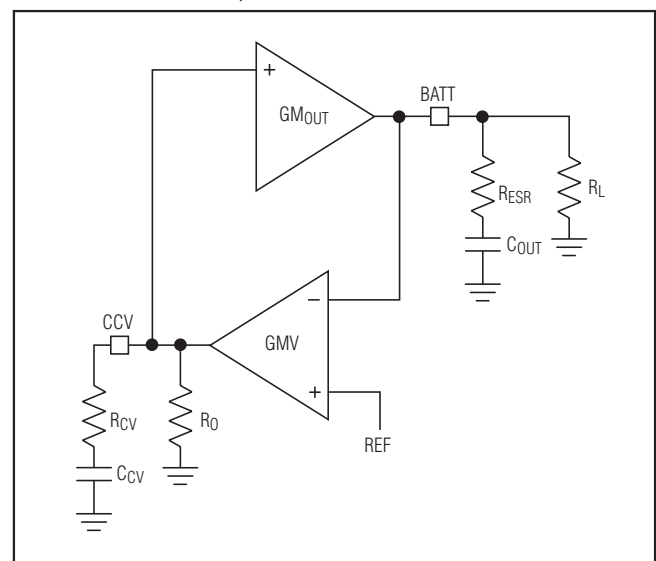 +
GMOUT
BATT
RESR
RL
COUT
CCV
−
GMV
+
RCV
RO
REF
CCV